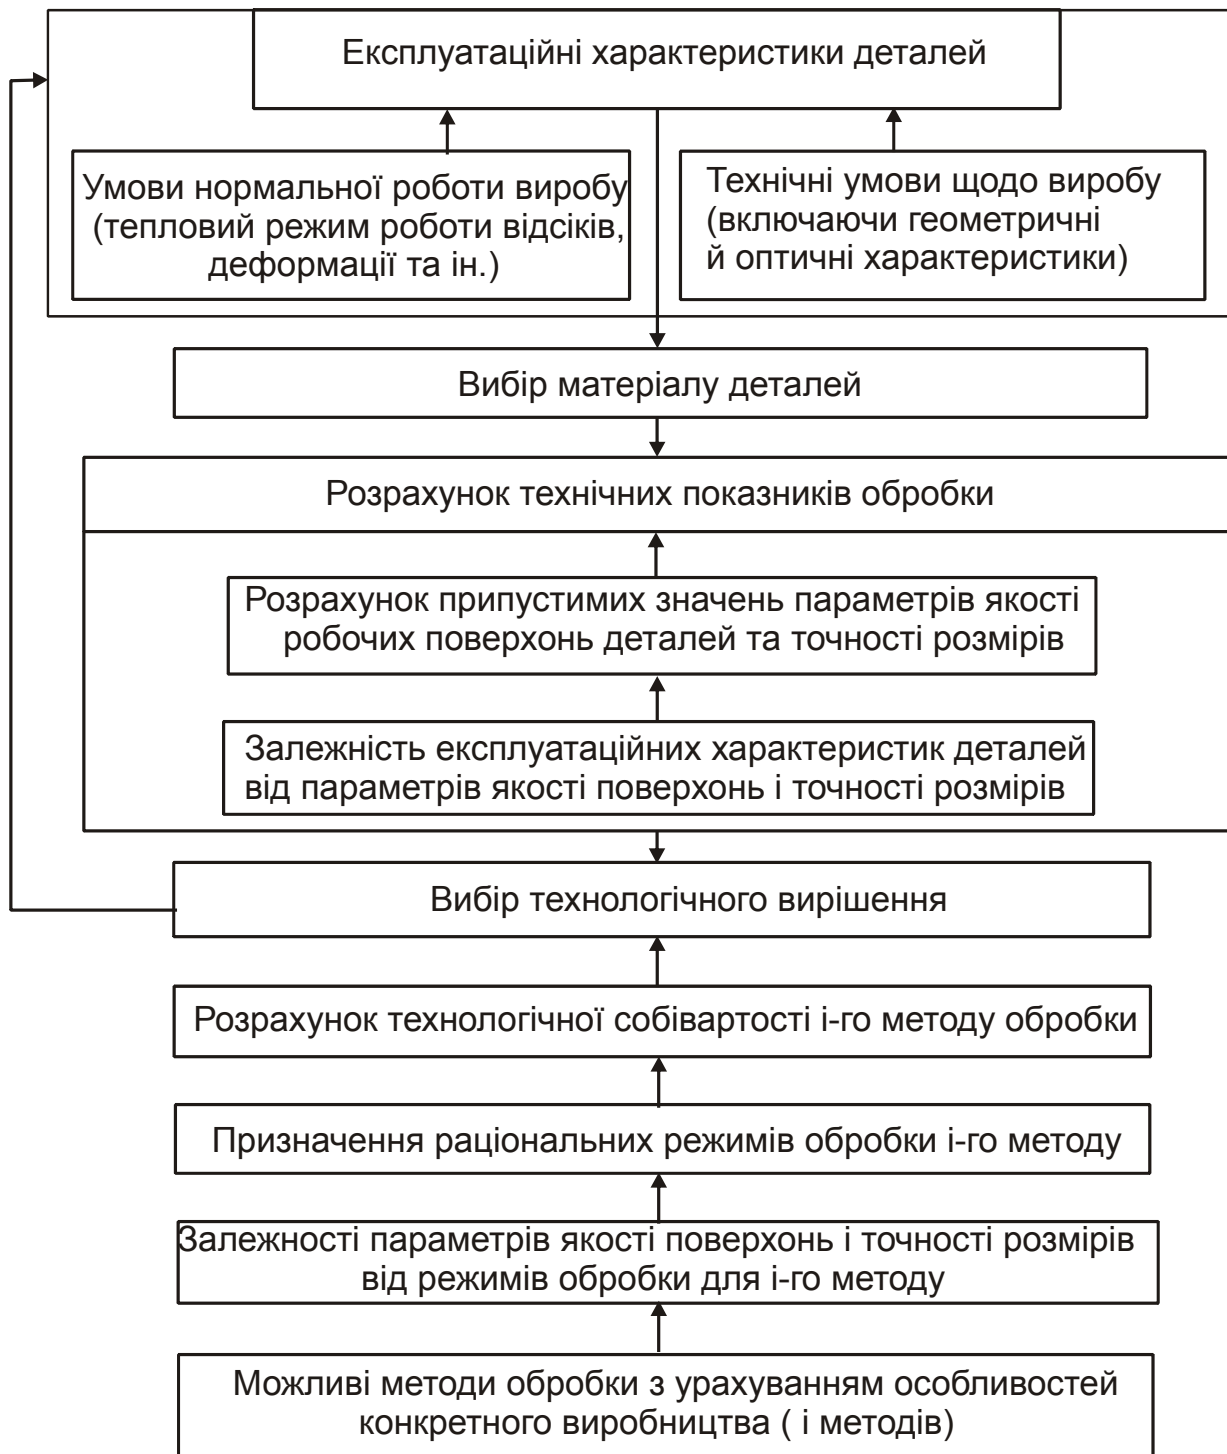 Експлуатаційні характеристики деталей
Умови нормальної роботи виробу
(тепловий режим роботи відсіків,
деформації та ін.)
Технічні умови щодо виробу
(включаючи геометричні
й оптичні характеристики)
Вибір матеріалу деталей
Розрахунок технічних показників обробки
Розрахунок припустимих значень параметрів якості
робочих поверхонь деталей та точності розмірів
Залежність експлуатаційних характеристик деталей
від параметрів якості поверхонь і точності розмірів
Вибір технологічного вирішення
Розрахунок технологічної собівартості і-го методу обробки
Призначення раціональних режимів обробки і-го методу
Залежності параметрів якості поверхонь і точності розмірів
від режимів обробки для і-го методу
Можливі методи обробки з урахуванням особливостей
конкретного виробництва ( і методів)